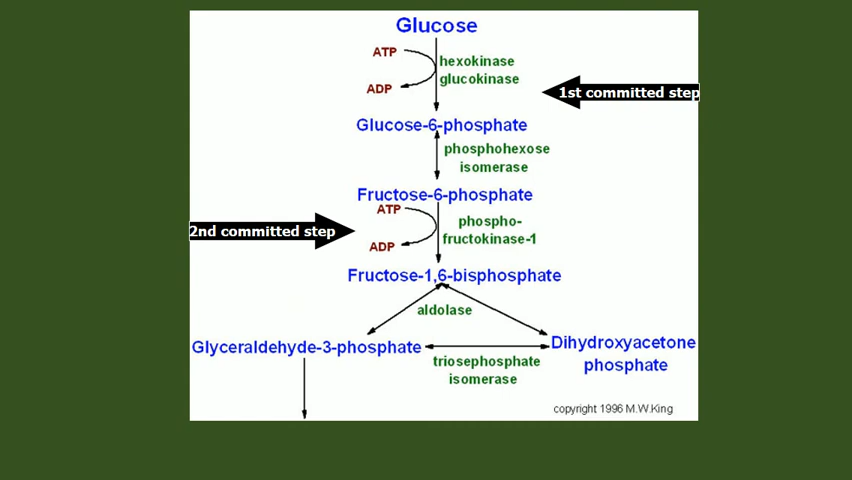 Glucose
ATP
hexokinase
glucokinase
ADP
1st committed step
Glucose-6-phosphate
phosphohexose
isomerase
Fructose-6-phosphate
ATP
phospho-
fructokinase-1
2nd committed step
ADP
Fructose-1,6-bisphosphate
aldolase
Glyceraldehyde-3-phosphate
Dihydroxyacetone
phosphate
triosephosphate
isomerase
copyright 1996 M.W.King